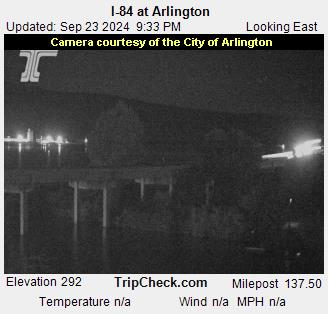 I-84 at Arlington
Updated: Sep 23 2024 9:33 PM Looking East
Camera courtesy of the City of Arlington
Elevation 292 TripCheck.com Milepost 137.50
Temperature n/a Wind n/a MPH n/a